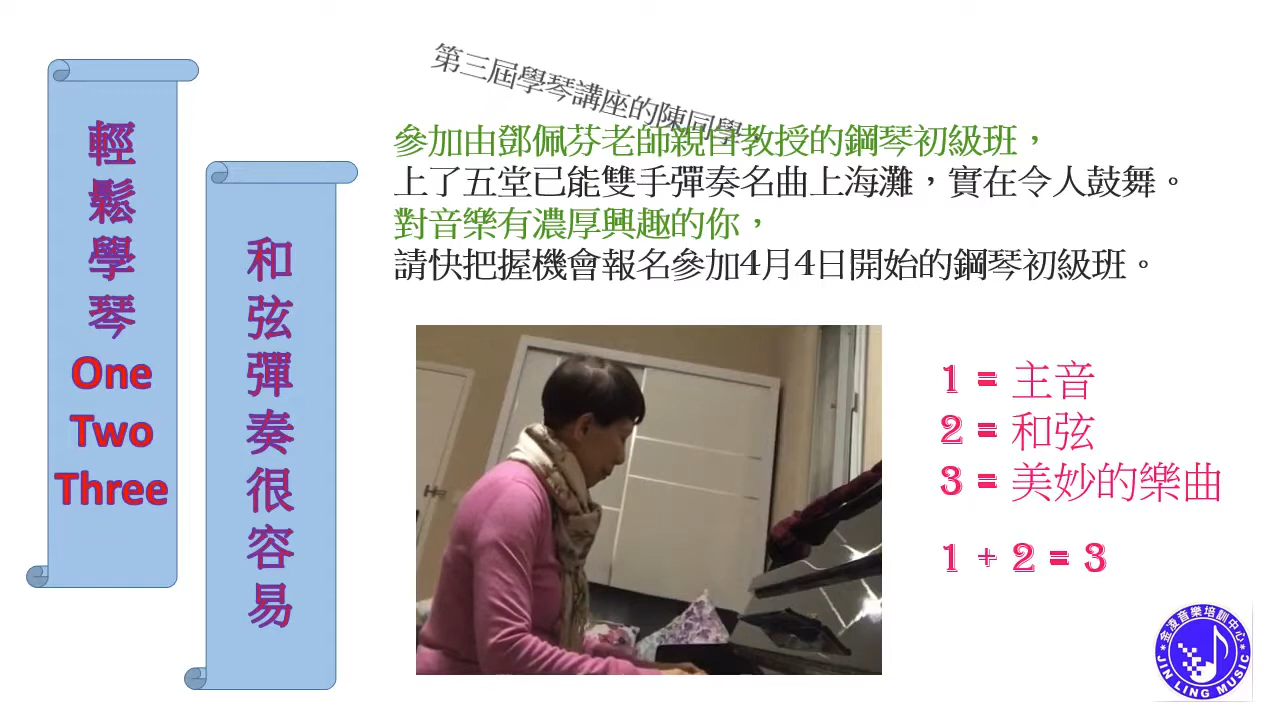 輕鬆學琴
One
Two
Three
和弦彈奏很容易
第三屆學琴講座的陳同學，
參加由鄧佩芬老師親自教授的鋼琴初級班，
上了五堂已能雙手彈奏名曲上海灘，實在令人鼓舞。
對音樂有濃厚興趣的你，
請快把握機會報名參加4月4日開始的鋼琴初級班。
1 = 主音
2 = 和弦
3 = 美妙的樂曲
1 + 2 = 3
金凌音樂培訓中心
JIN LING MUSIC